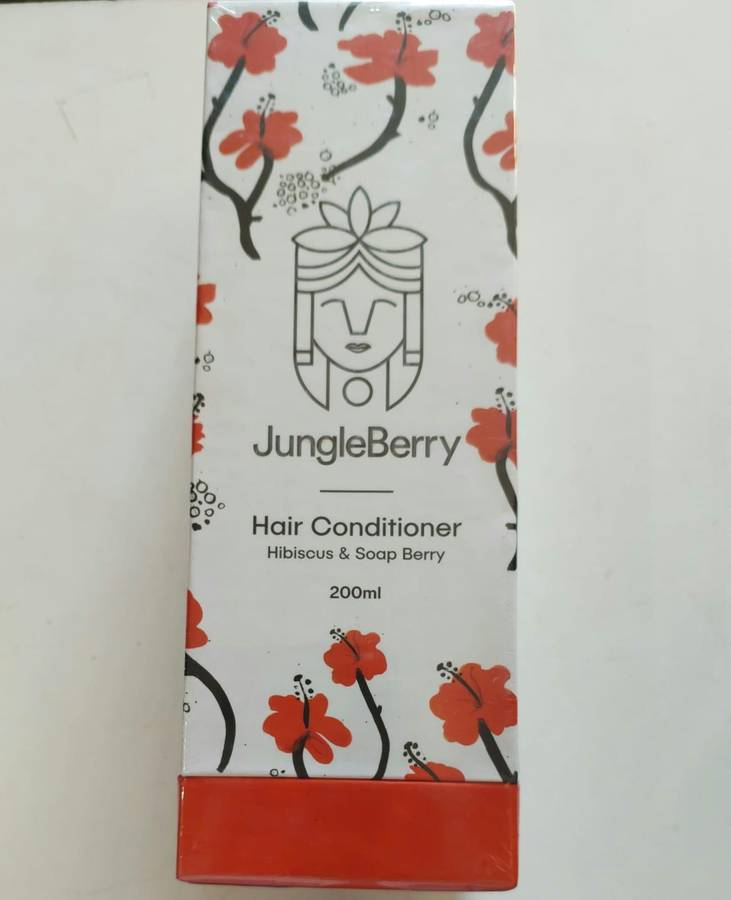 JungleBerry
Hair Conditioner
Hibiscus & Soap Berry
200ml